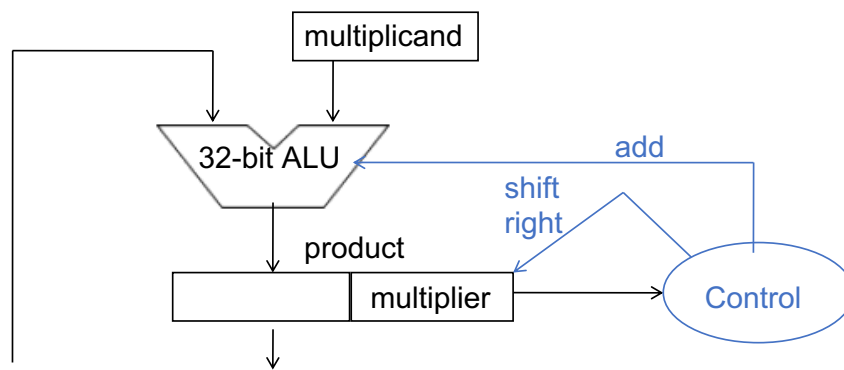 multiplicand
32-bit ALU
add
shift
right
product
multiplier
Control